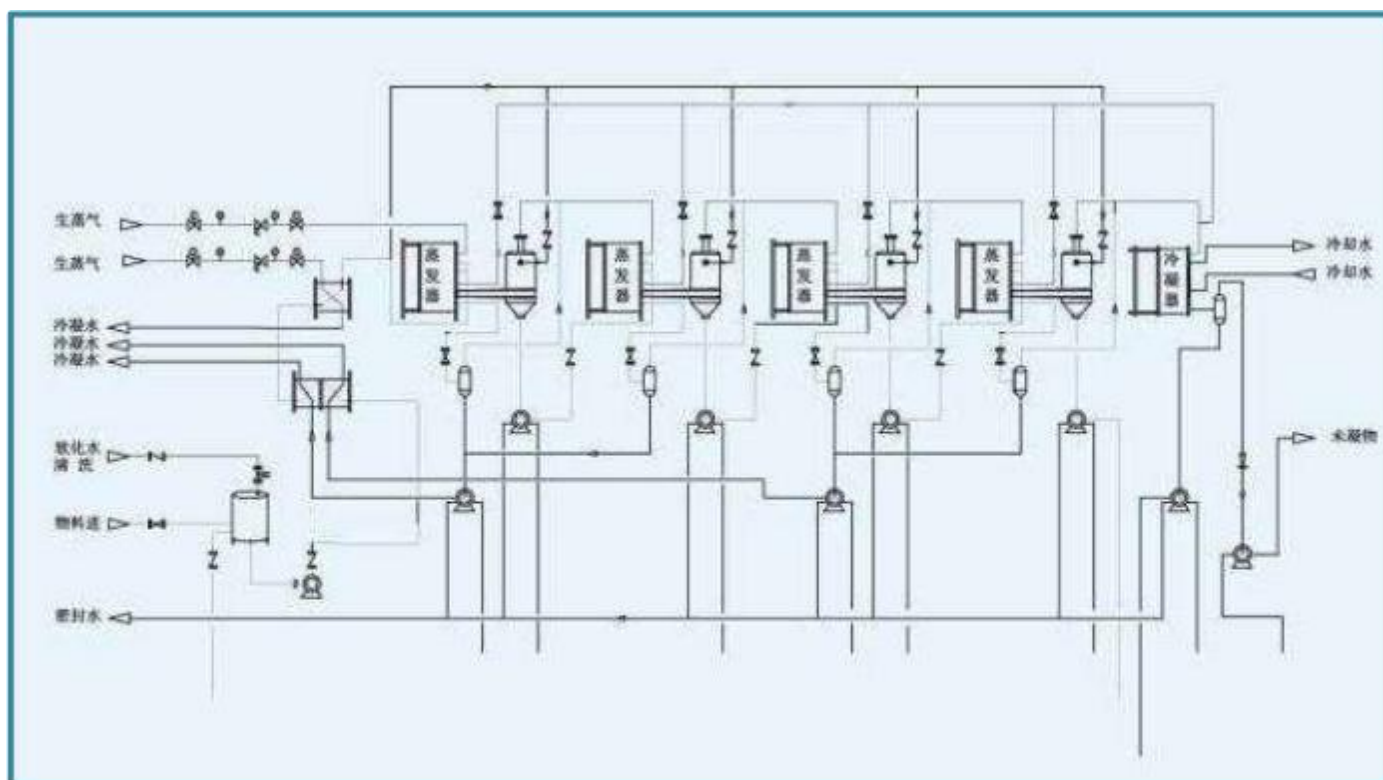 生蒸气
生蒸气
冷凝水
冷凝水
冷凝水
软化水
清洗
物料进
密封水
蒸发器
蒸发器
蒸发器
蒸发器
冷凝器
冷却水
冷却水
未凝物